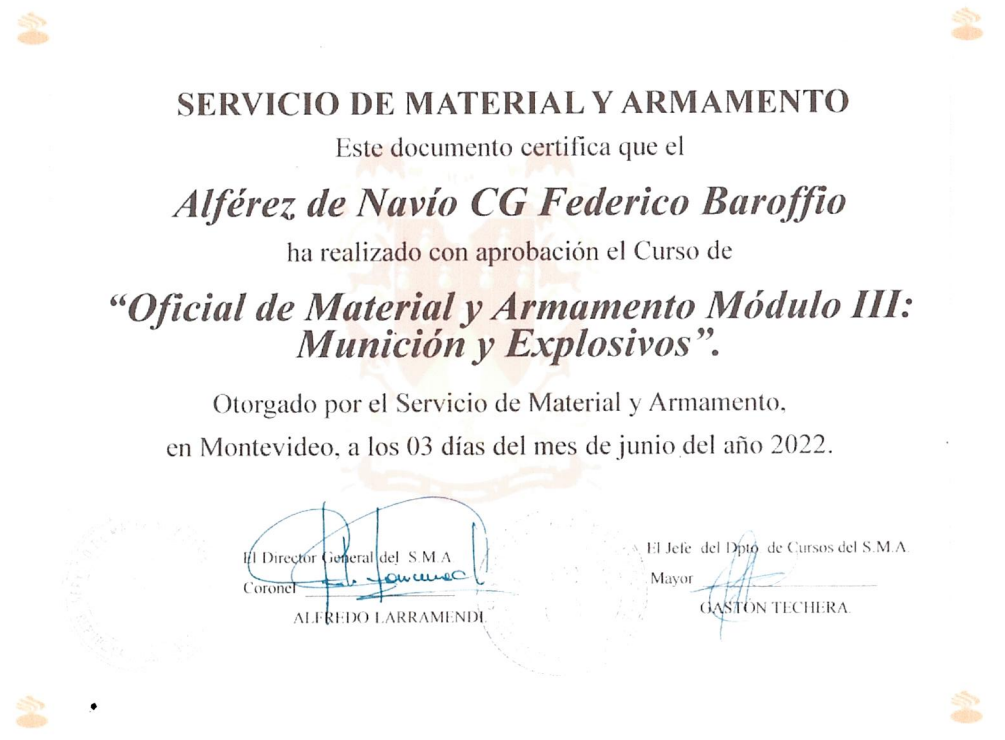 SERVICIO DE MATERIAL Y ARMAMENTO
Este documento certifica que el
Alférez de Navío CG Federico Baroffio
ha realizado con aprobación el Curso de
“Oficial de Material y Armamento Módulo III:
Munición y Explosivos”.
Otorgado por el Servicio de Material y Armamento,
en Montevideo, a los 03 días del mes de junio del año 2022.
El Director General del S.M.A
Coronel
ALFREDO LARRAMENDI.
El Jefe del Dpto de Cursos del S.M.A.
Mayor
GASTÓN TECHERA.